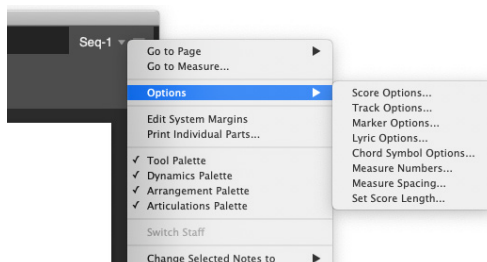 Seq-1
Go to Page
Go to Measure...
Options
Edit System Margins
Print Individual Parts...
✓ Tool Palette
✓ Dynamics Palette
✓ Arrangement Palette
✓ Articulations Palette
Switch Staff
Change Selected Notes to
Score Options...
Track Options...
Marker Options...
Lyric Options...
Chord Symbol Options...
Measure Numbers...
Measure Spacing...
Set Score Length...